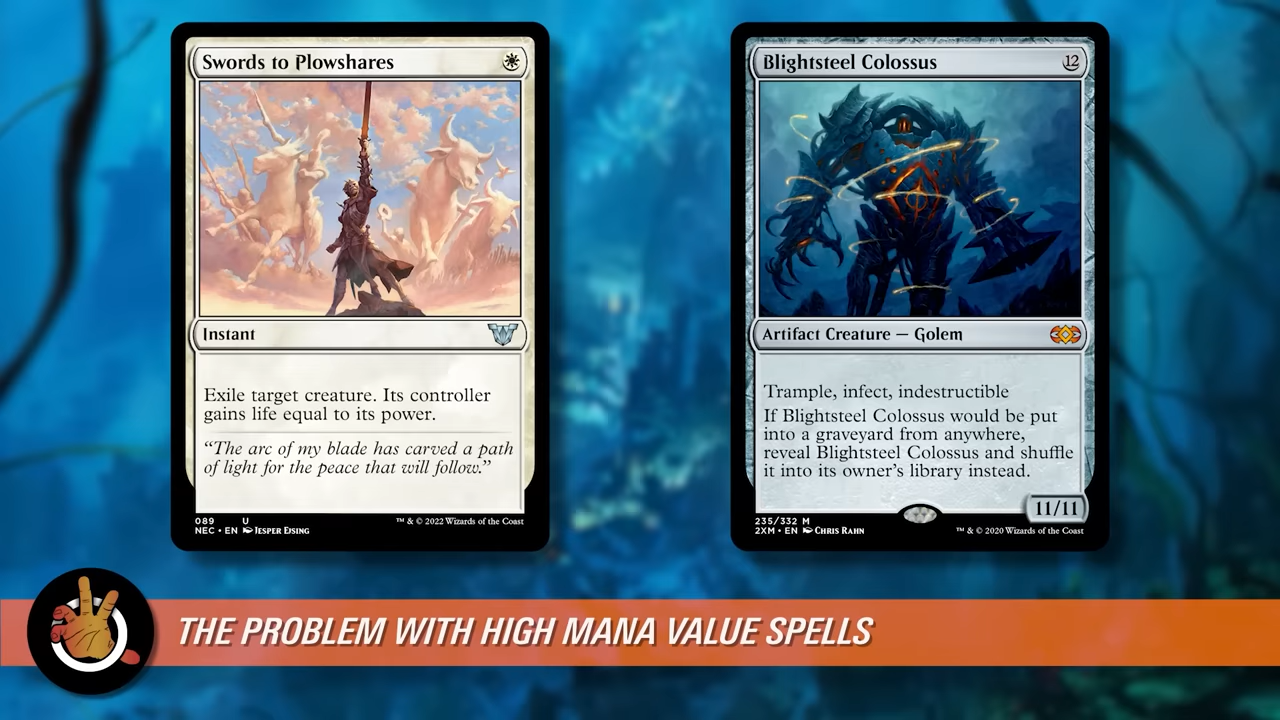 Swords to Plowshares
Instant
Exile target creature. Its controller
gains life equal to its power.
“The arc of my blade has carved a path
of light for the peace that will follow.”
089 U
NEC • EN Jesper Eising
™ & © 2022 Wizards of the Coast
Blightsteel Colossus 12
Artifact Creature — Golem
Trample, infect, indestructible
If Blightsteel Colossus would be put
into a graveyard from anywhere,
reveal Blightsteel Colossus and shuffle
it into its owner’s library instead.
11/11
235/332 M
2XM • EN Chris Rahn
™ & © 2020 Wizards of the Coast
THE PROBLEM WITH HIGH MANA VALUE SPELLS